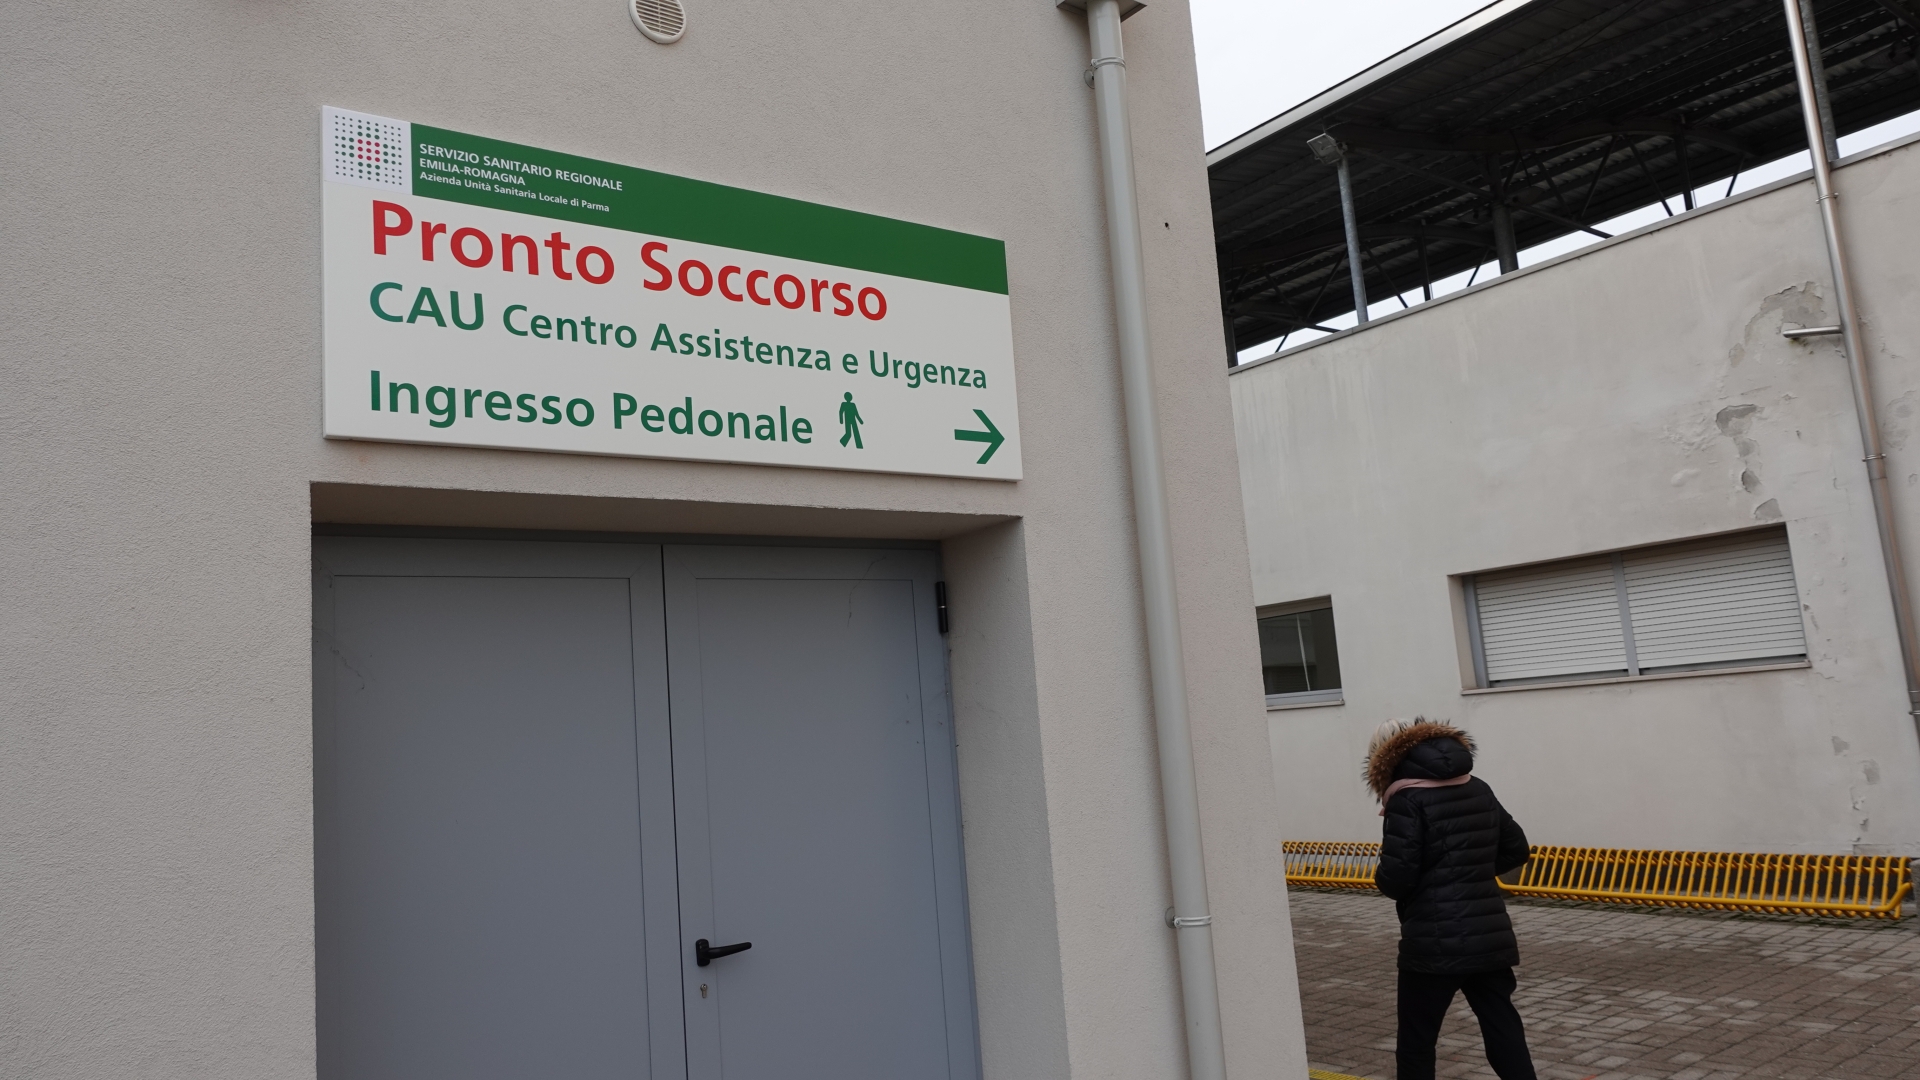 SERVIZIO SANITARIO REGIONALE
EMILIA-ROMAGNA
Azienda Unità Sanitaria Locale di Parma
Pronto Soccorso
CAU Centro Assistenza e Urgenza
Ingresso Pedonale